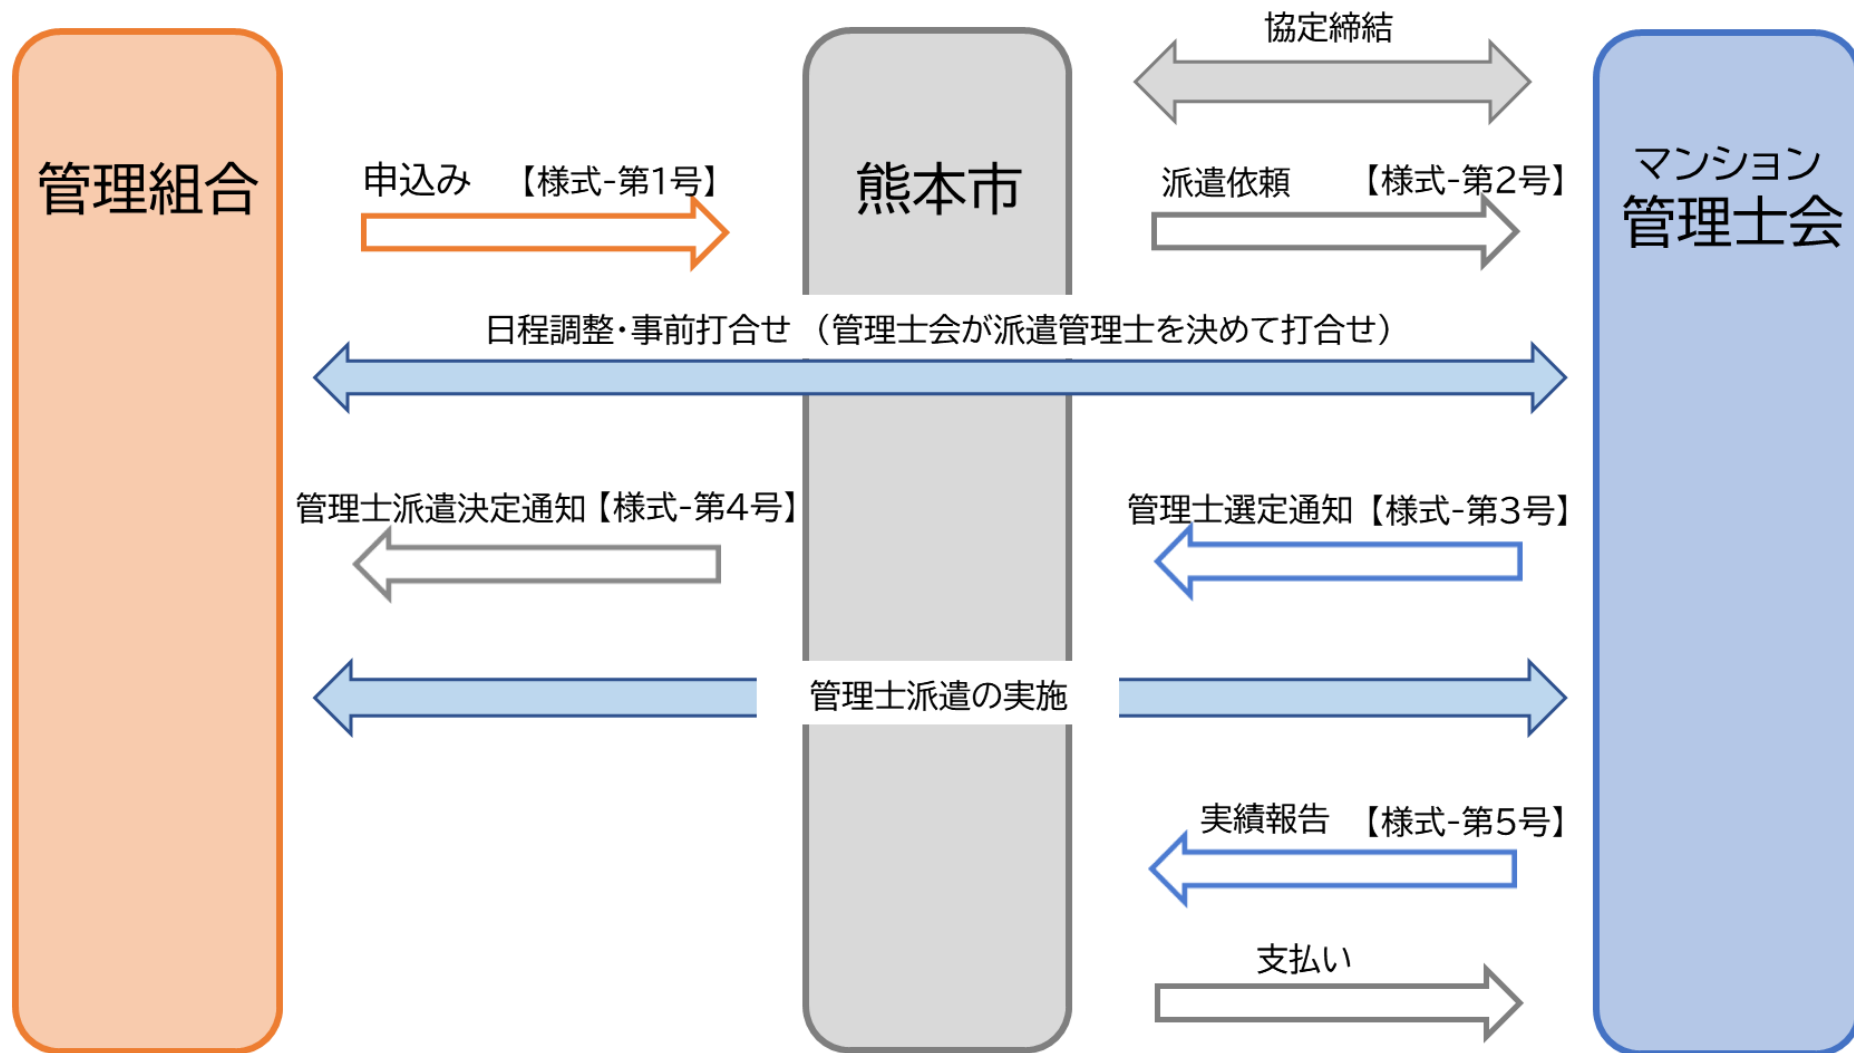 協定締結
管理組合
熊本市
マンション
管理士会
申込み 【様式-第1号】
派遣依頼 【様式-第2号】
日程調整・事前打合せ （管理士会が派遣管理士を決めて打合せ）
管理士派遣決定通知【様式-第4号】
管理士選定通知【様式-第3号】
管理士派遣の実施
実績報告 【様式-第5号】
支払い